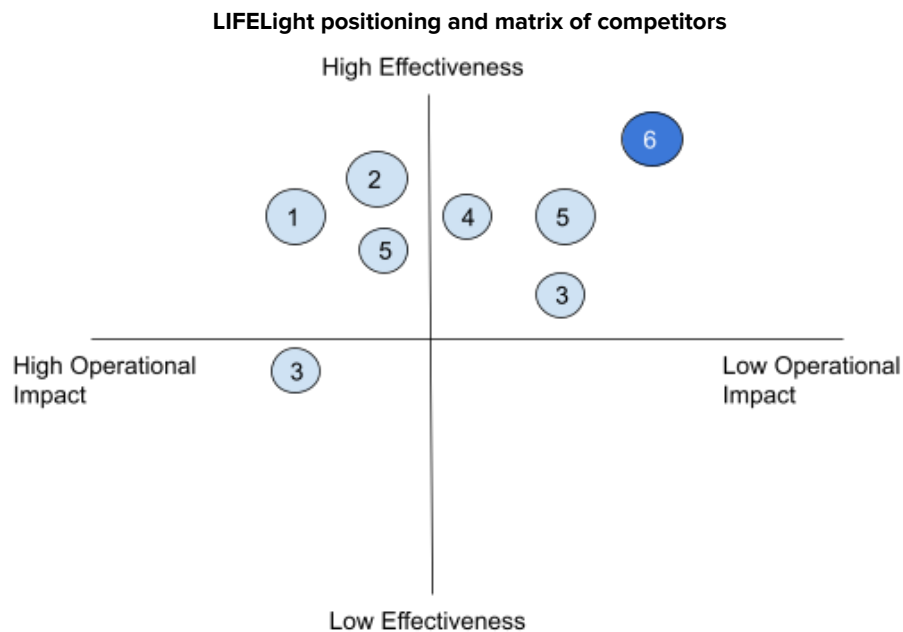 LIFELight positioning and matrix of competitors
High Effectiveness
6
2
1
4
5
5
3
High Operational
Impact
Low Operational
Impact
3
Low Effectiveness